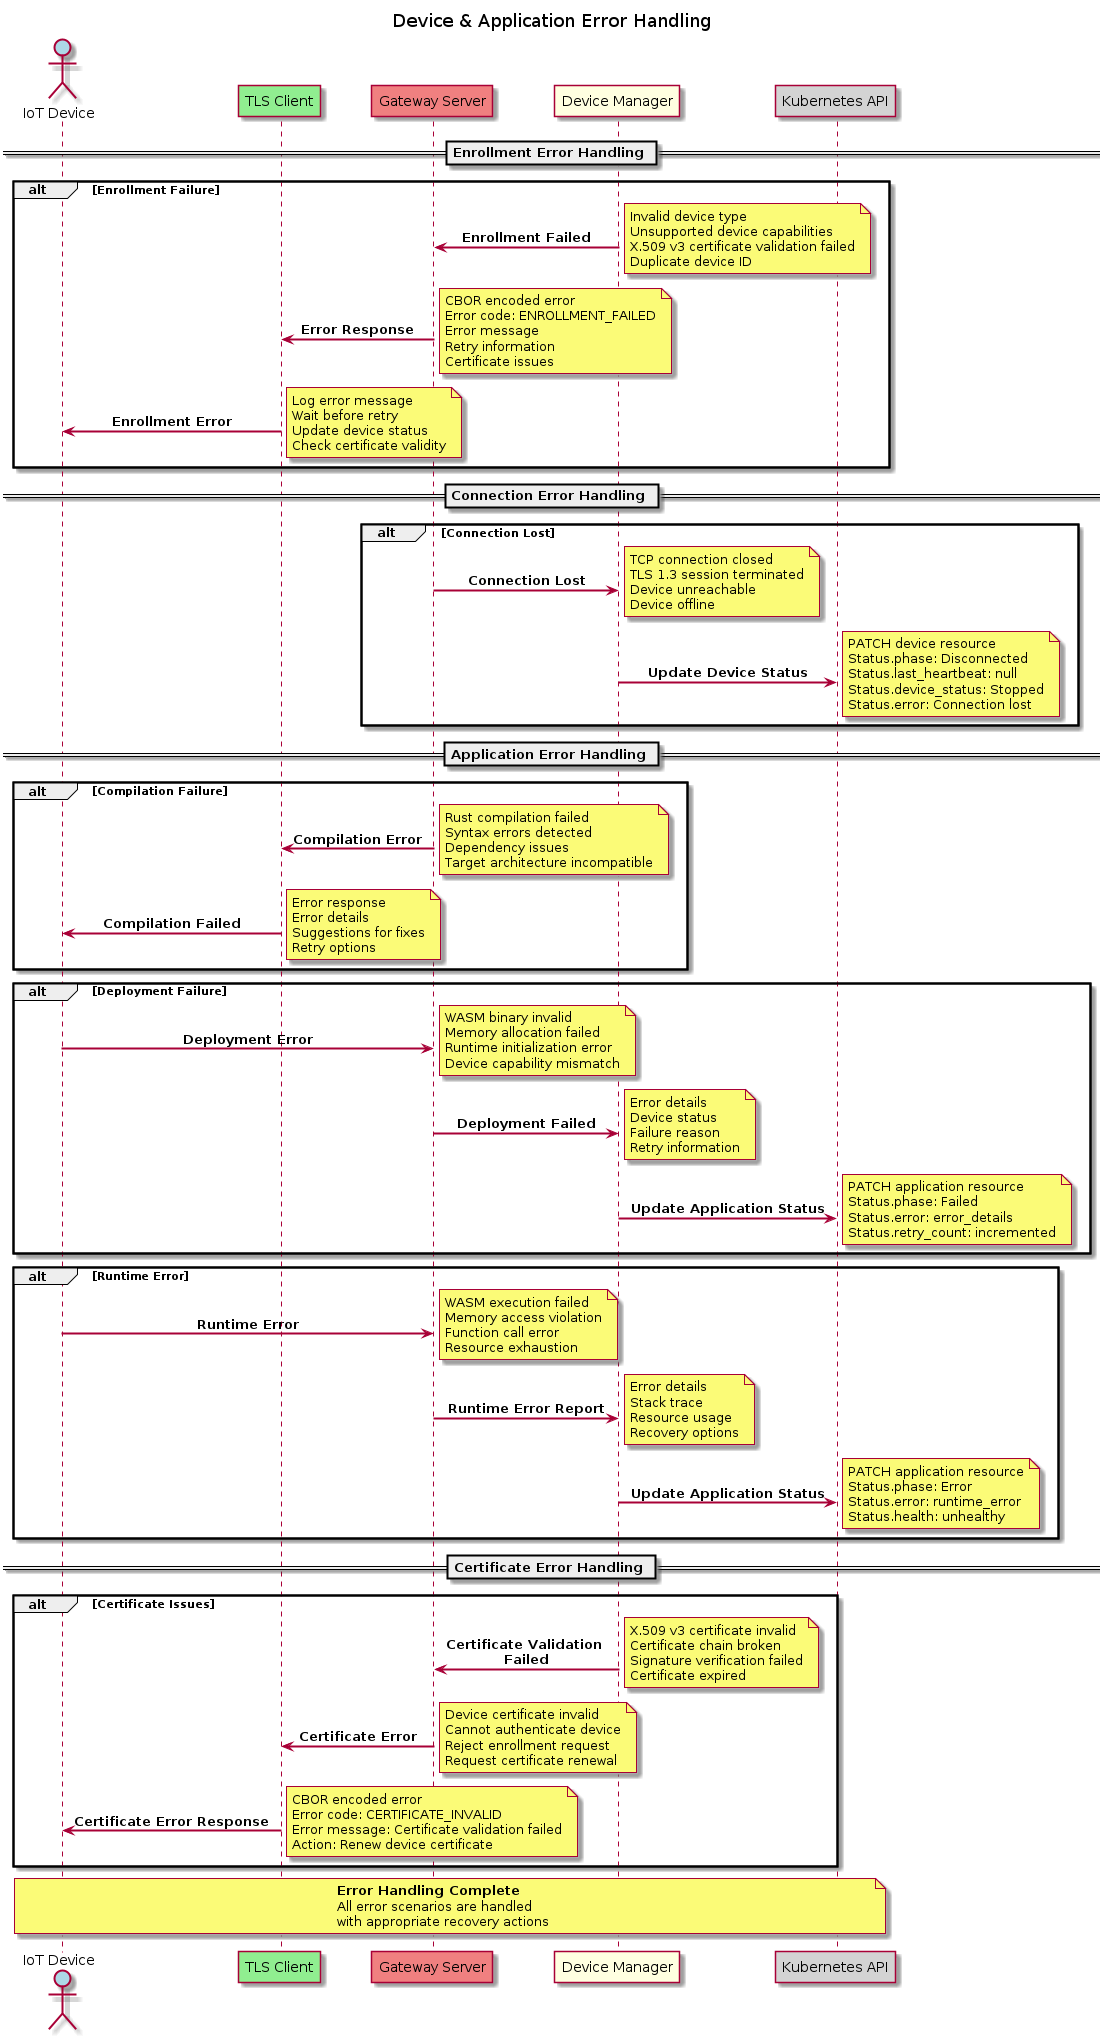 Device & Application Error Handling
IoT Device
TLS Client
Gateway Server
Device Manager
Kubernetes API
Enrollment Error Handling
alt
[Enrollment Failure]
Enrollment Failed
Invalid device type
Unsupported device capabilities
X.509 v3 certificate validation failed
Duplicate device ID
Error Response
CBOR encoded error
Error code: ENROLLMENT_FAILED
Error message
Retry information
Certificate issues
Enrollment Error
Log error message
Wait before retry
Update device status
Check certificate validity
Connection Error Handling
alt
[Connection Lost]
Connection Lost
TCP connection closed
TLS 1.3 session terminated
Device unreachable
Device offline
Update Device Status
PATCH device resource
Status.phase: Disconnected
Status.last_heartbeat: null
Status.device_status: Stopped
Status.error: Connection lost
Application Error Handling
alt
[Compilation Failure]
Compilation Error
Rust compilation failed
Syntax errors detected
Dependency issues
Target architecture incompatible
Compilation Failed
Error response
Error details
Suggestions for fixes
Retry options
alt
[Deployment Failure]
Deployment Error
WASM binary invalid
Memory allocation failed
Runtime initialization error
Device capability mismatch
Deployment Failed
Error details
Device status
Failure reason
Retry information
Update Application Status
PATCH application resource
Status.phase: Failed
Status.error: error_details
Status.retry_count: incremented
alt
[Runtime Error]
Runtime Error
WASM execution failed
Memory access violation
Function call error
Resource exhaustion
Runtime Error Report
Error details
Stack trace
Resource usage
Recovery options
Update Application Status
PATCH application resource
Status.phase: Error
Status.error: runtime_error
Status.health: unhealthy
Certificate Error Handling
alt
[Certificate Issues]
Certificate Validation
Failed
X.509 v3 certificate invalid
Certificate chain broken
Signature verification failed
Certificate expired
Certificate Error
Device certificate invalid
Cannot authenticate device
Reject enrollment request
Request certificate renewal
Certificate Error Response
CBOR encoded error
Error code: CERTIFICATE_INVALID
Error message: Certificate validation failed
Action: Renew device certificate
Error Handling Complete
All error scenarios are handled
with appropriate recovery actions
IoT Device
TLS Client
Gateway Server
Device Manager
Kubernetes API